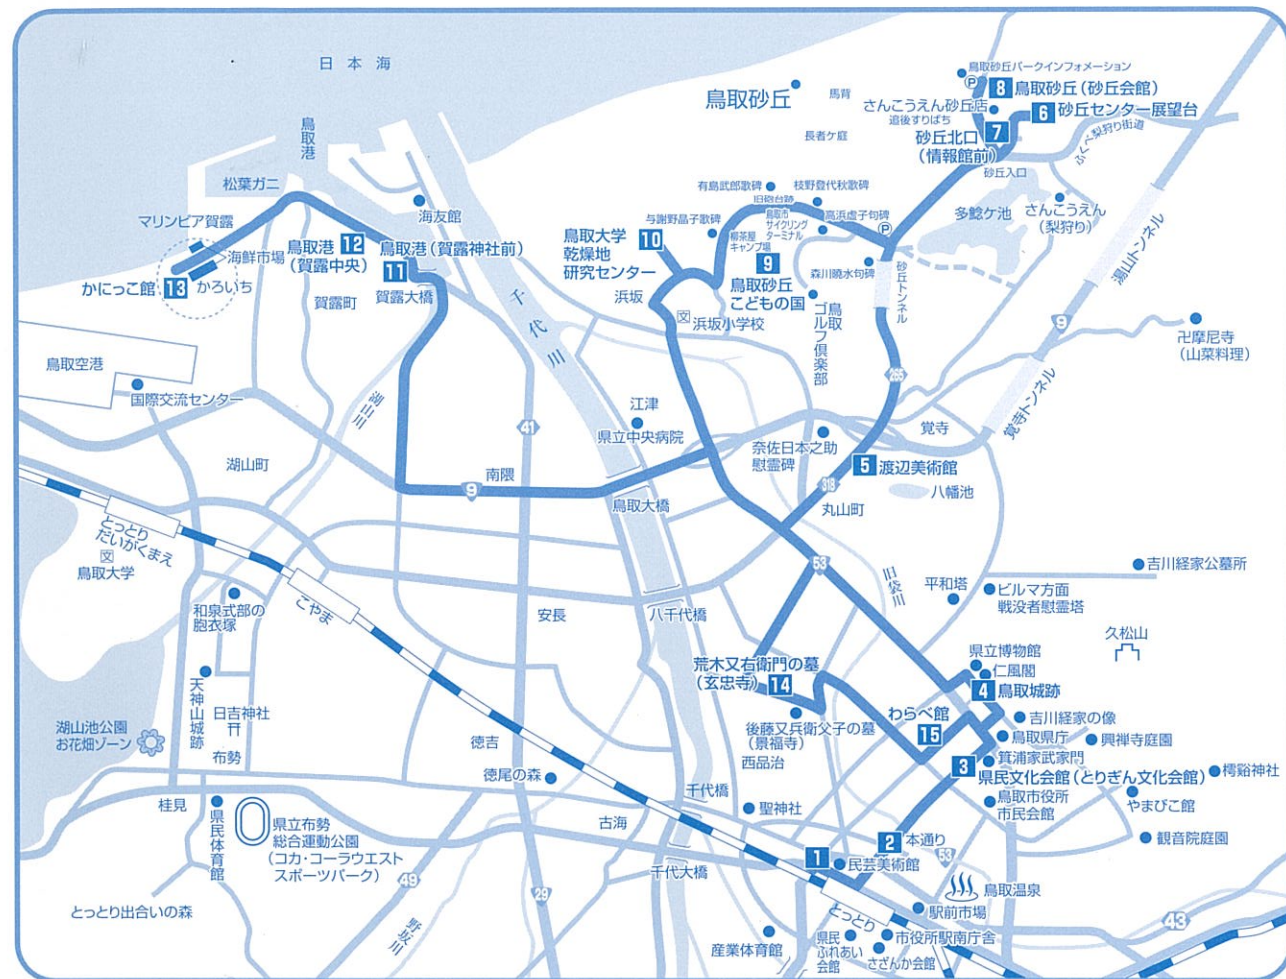 日本海
鳥取港
松葉ガニ
マリンピア賀露
海鮮市場
かにっこ館
13
かろいち
鳥取港
(賀露中央)
12
賀露町
鳥取港(賀露神社前)
11
賀露大橋
海友館
千代川
鳥取空港
国際交流センター
湖山川
湖山町
41
9
南隈
鳥取大橋
江津
県立中央病院
鳥取砂丘
馬背
長者ケ庭
鳥取砂丘パークインフォメーション
P
8
鳥取砂丘(砂丘会館)
さんこうえん砂丘店
追後すりばち
6
砂丘センター展望台
砂丘北口
(情報館前)
7
砂丘入口
ふくべ梨狩り街道
多鯰ケ池
さんこうえん
(梨狩り)
湯山トンネル
有島武郎歌碑
枝野登代秋歌碑
旧砲台跡
与謝野晶子歌碑
鳥取市
サイクリング
ターミナル
高浜虚子句碑
P
柳茶屋
キャンプ場
鳥取大学
乾燥地
研究センター
10
9
鳥取砂丘
こどもの国
森川暁水句碑
砂丘トンネル
浜坂
文
浜坂小学校
鳥取
ゴルフ倶楽部
265
9
卍摩尼寺
(山菜料理)
覚寺トンネル
覚寺
奈佐日本之助
慰霊碑
5
渡辺美術館
318
八幡池
丸山町
とっとり
だいがくまえ
文
鳥取大学
こやま
和泉式部の
胞衣塚
安長
八千代橋
53
旧袋川
平和塔
ビルマ方面
戦没者慰霊塔
吉川経家公墓所
久松山
県立博物館
仁風閣
4
鳥取城跡
荒木又右衛門の墓
(玄忠寺)
14
後藤又兵衛父子の墓
(景福寺)
わらべ館
15
吉川経家の像
鳥取県庁
興禅寺庭園
箕浦家武家門
3
県民文化会館(とりぎん文化会館)
樗谿神社
鳥取市役所
市民会館
やまびこ館
観音院庭園
天神山城跡
日吉神社
布勢
湖山池公園
お花畑ゾーン
徳吉
徳尾の森
西品治
千代橋
聖神社
桂見
県民体育館
県立布勢
総合運動公園
(コカ・コーラウエスト
スポーツパーク)
古海
千代大橋
1
民芸美術館
2
本通り
53
鳥取温泉
とっとり出合いの森
49
野坂川
29
とっとり
駅前市場
43
産業体育館
県民
ふれあい
会館
市役所駅南庁舎
さざんか会館